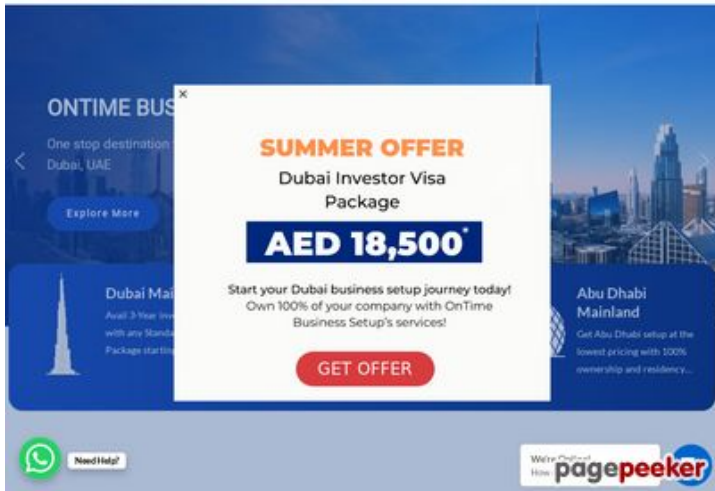 ONTIME BUS
One stop destination
Dubai, UAE
Explore More
×
SUMMER OFFER
Dubai Investor Visa
Package
AED 18,500*
Start your Dubai business setup journey today!
Own 100% of your company with OnTime
Business Setup's services!
GET OFFER
Dubai Mai
Avail 3-Year Inv
with any Standa
Package starting
Abu Dhabi
Mainland
Get Abu Dhabi setup at the
lowest pricing with 100%
ownership and residency...
Need Help?
We're Online!
How
pagepeeker